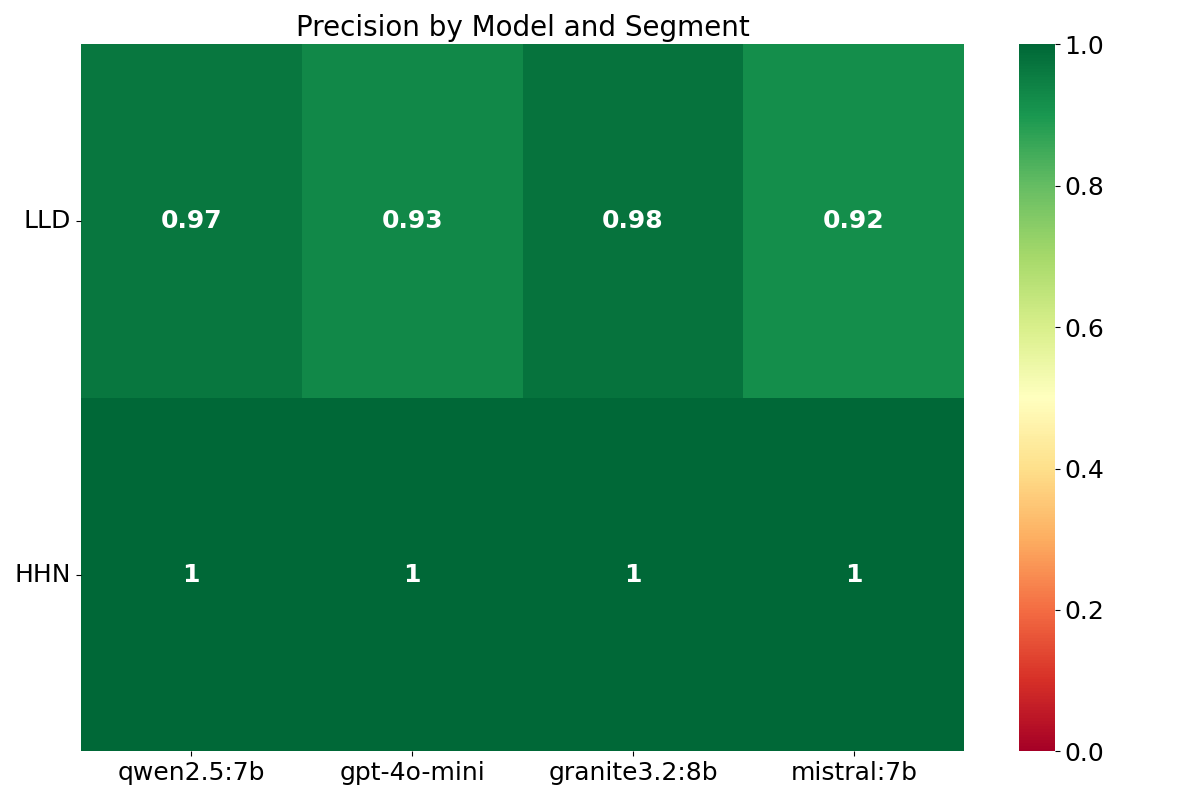 Precision by Model and Segment
LLD
0.97 0.93 0.98 0.92
HHN
1 1 1 1
qwen2.5:7b gpt-4o-mini granite3.2:8b mistral:7b
1.0
0.8
0.6
0.4
0.2
0.0